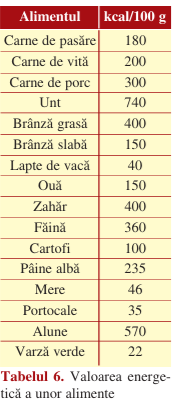 Alimentul kcal/100 g
Carne de pasăre 180
Carne de vită 200
Carne de porc 300
Unt 740
Brânză grasă 400
Brânză slabă 150
Lapte de vacă 40
Ouă 150
Zahăr 400
Făină 360
Cartofi 100
Pâine albă 235
Mere 46
Portocale 35
Alune 570
Varză verde 22
Tabelul 6. Valoarea energe-
tică a unor alimente